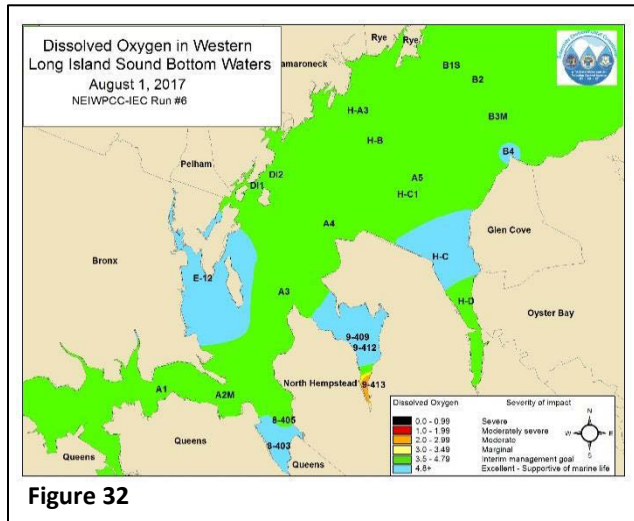 Dissolved Oxygen in Western
Long Island Sound Bottom Waters
August 1, 2017
NEIWPCC-IEC Run #6
Rye
Rye
amaroneck
B1S
B2
H-A3
B3M
H-B
B4
Pelham
DI2
DI1
A5
H-C1
A4
Glen Cove
Bronx
H-C
E-12
A3
H-D
Oyster Bay
9-409
9-412
North Hempstead
9-413
A1
A2M
8-405
8-403
Queens
Queens
Queens
Dissolved Oxygen
Severity of impact
0.0 - 0.99 Severe
1.0 - 1.99 Moderately severe
2.0 - 2.99 Moderate
3.0 - 3.49 Marginal
3.5 - 4.79 Interim management goal
4.8+ Excellent - Supportive of marine life
N
W E
S
Figure 32